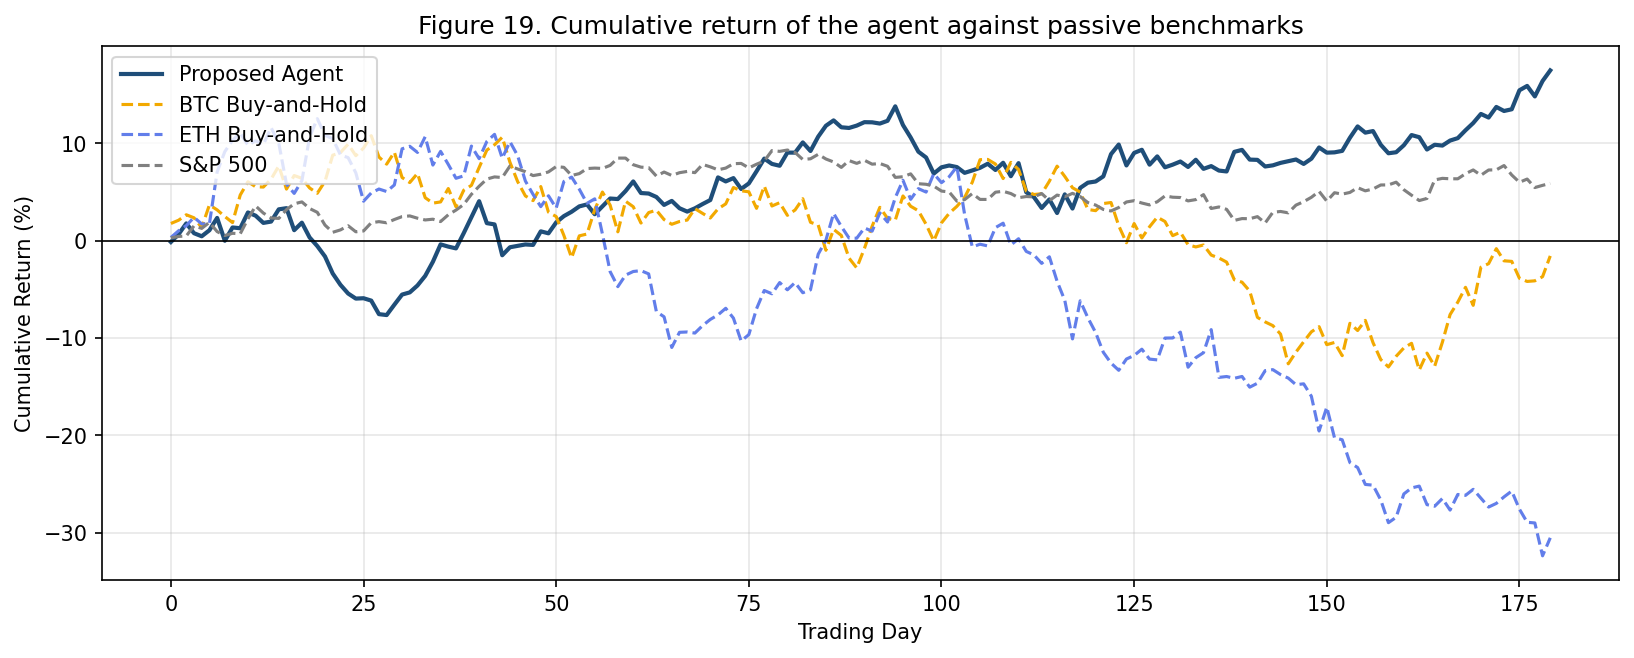 Figure 19. Cumulative return of the agent against passive benchmarks
Proposed Agent
BTC Buy-and-Hold
ETH Buy-and-Hold
S&P 500
Cumulative Return (%)
10
0
−10
−20
−30
0 25 50 75 100 125 150 175
Trading Day